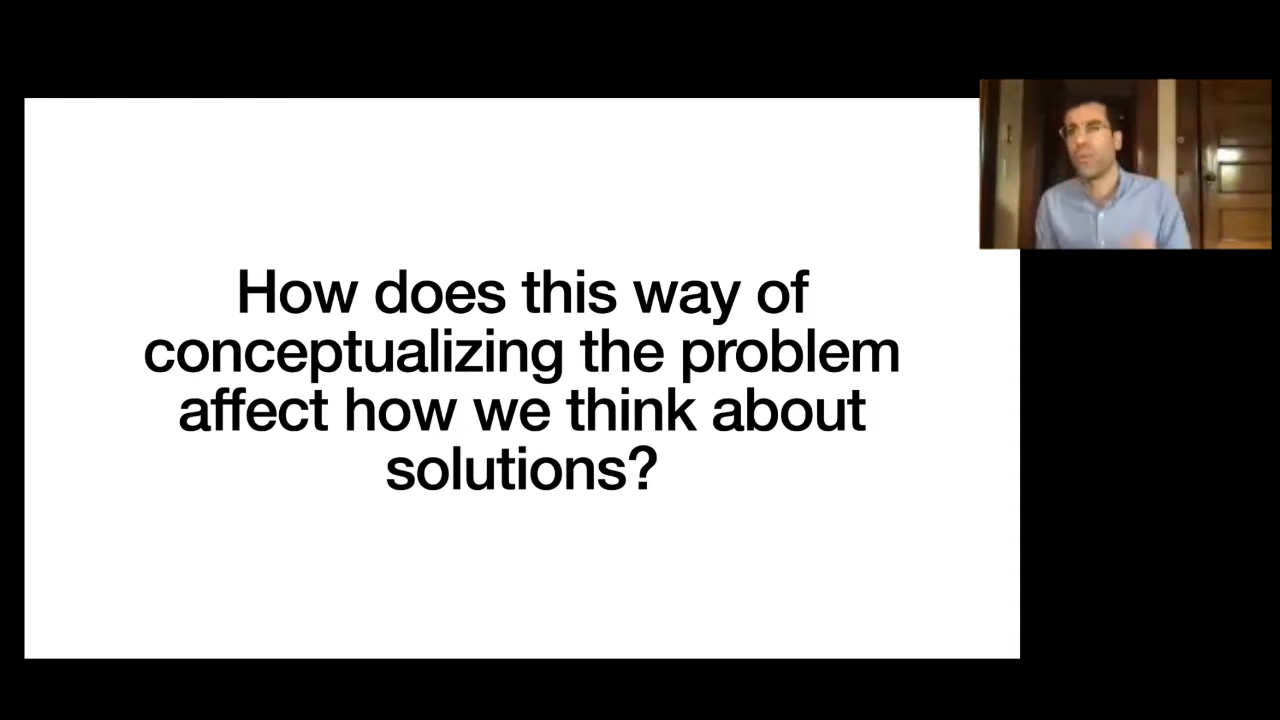 How does this way of
conceptualizing the problem
affect how we think about
solutions?